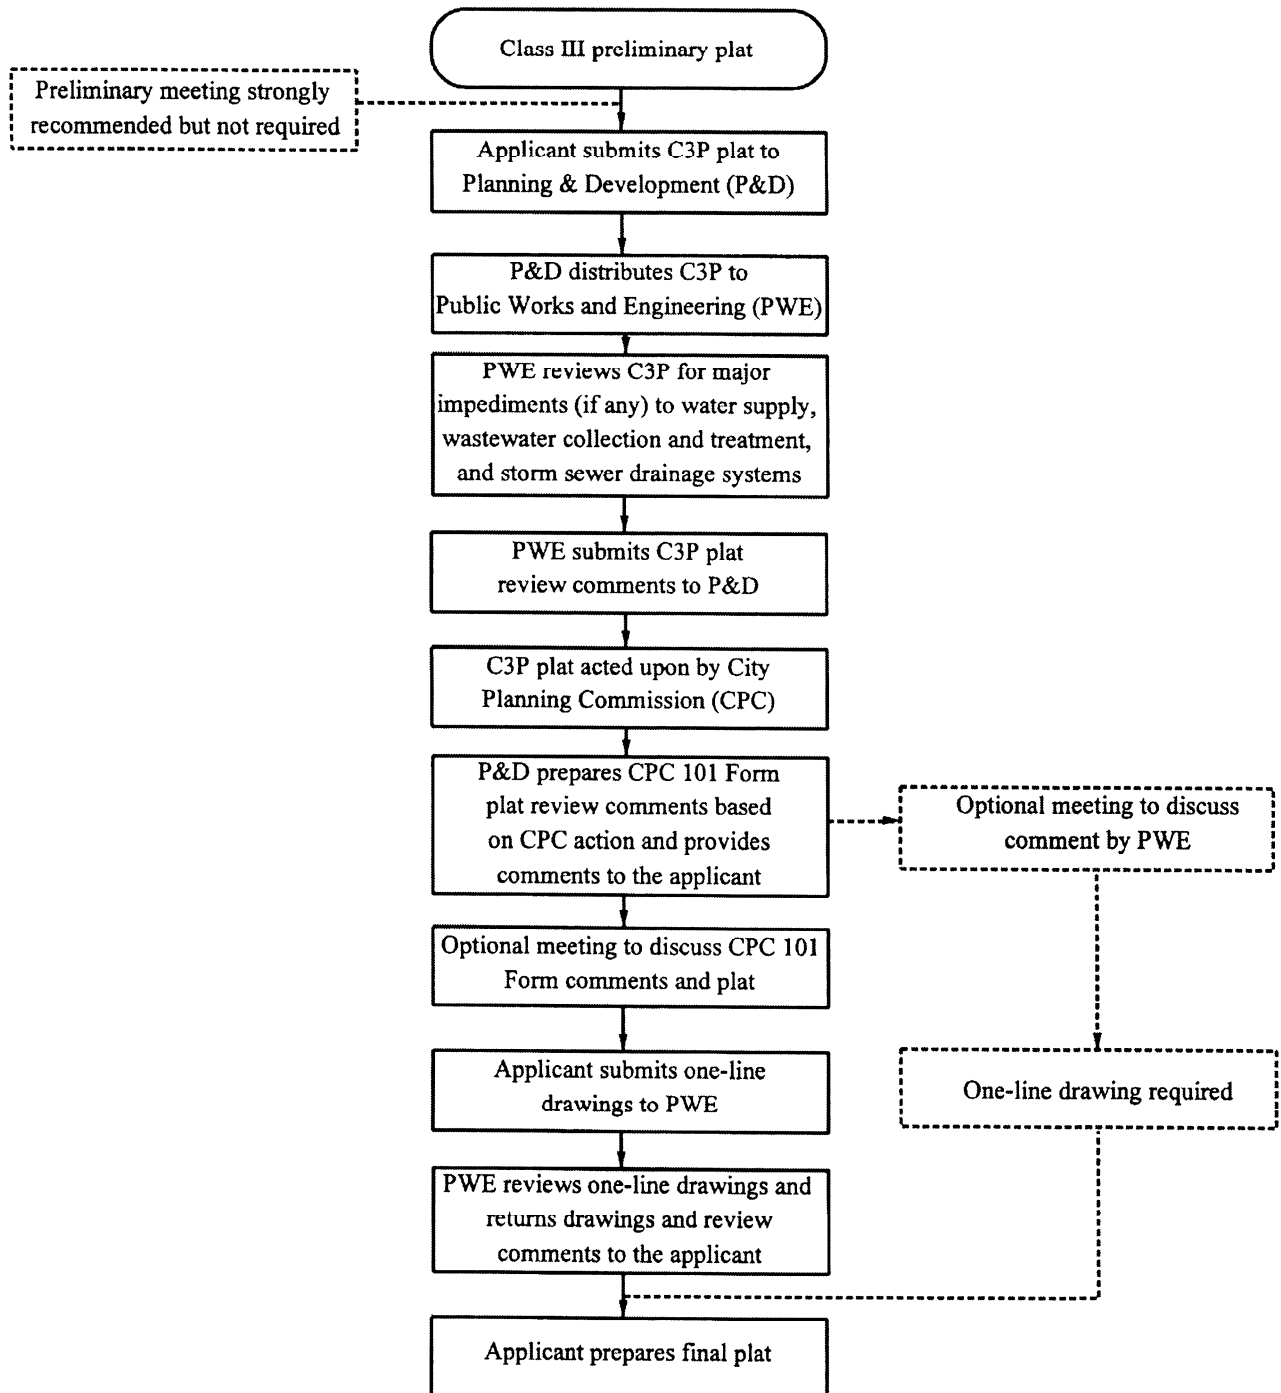 Class III preliminary plat
Preliminary meeting strongly
recommended but not required
Applicant submits C3P plat to
Planning & Development (P&D)
P&D distributes C3P to
Public Works and Engineering (PWE)
PWE reviews C3P for major
impediments (if any) to water supply,
wastewater collection and treatment,
and storm sewer drainage systems
PWE submits C3P plat
review comments to P&D
C3P plat acted upon by City
Planning Commission (CPC)
P&D prepares CPC 101 Form
plat review comments based
on CPC action and provides
comments to the applicant
Optional meeting to discuss
comment by PWE
Optional meeting to discuss CPC 101
Form comments and plat
Applicant submits one-line
drawings to PWE
One-line drawing required
PWE reviews one-line drawings and
returns drawings and review
comments to the applicant
Applicant prepares final plat